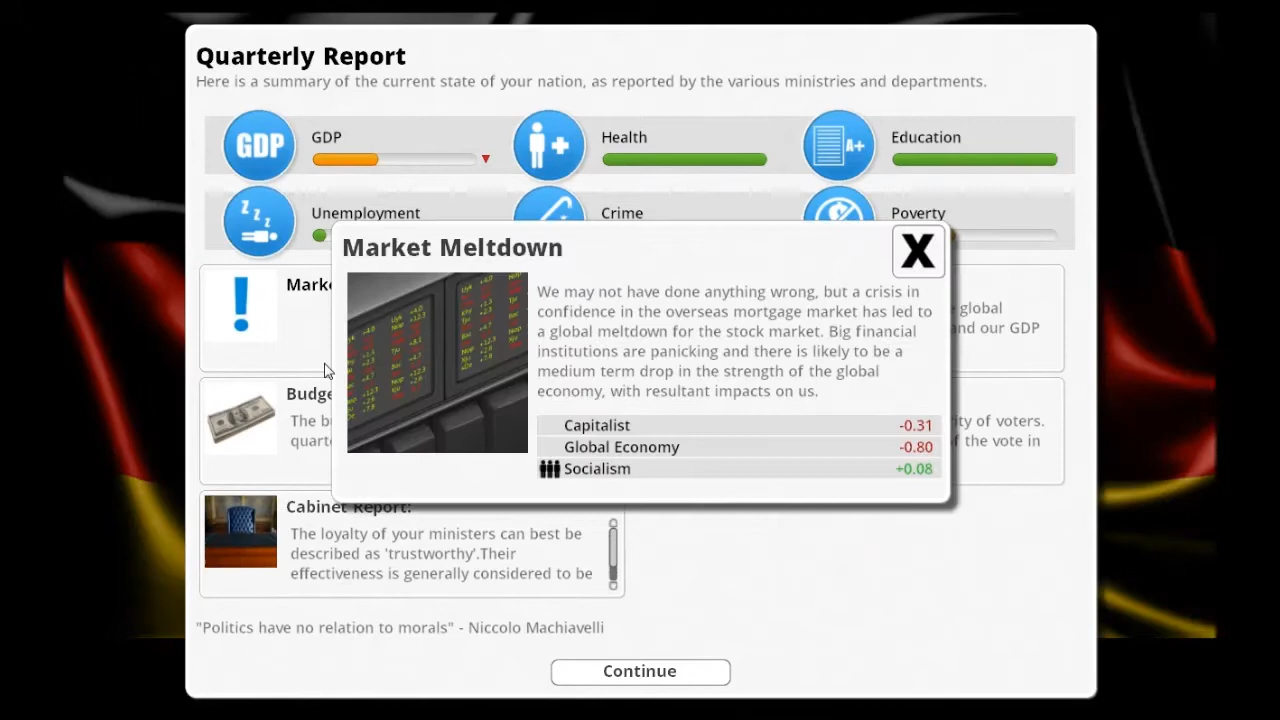 Quarterly Report
Here is a summary of the current state of your nation, as reported by the various ministries and departments.
GDP
GDP
Health
A+
Education
Z Z Z
Unemployment
Crime
Poverty
Market Meltdown
X
We may not have done anything wrong, but a crisis in
confidence in the overseas mortgage market has led to
a global meltdown for the stock market. Big financial
institutions are panicking and there is likely to be a
medium term drop in the strength of the global
economy, with resultant impacts on us.
Capitalist -0.31
Global Economy -0.80
Socialism +0.08
Marke
global
and our GDP
Budge
The bu
quarte
ity of voters.
of the vote in
Cabinet Report:
The loyalty of your ministers can best be
described as 'trustworthy'.Their
effectiveness is generally considered to be
"Politics have no relation to morals" - Niccolo Machiavelli
Continue